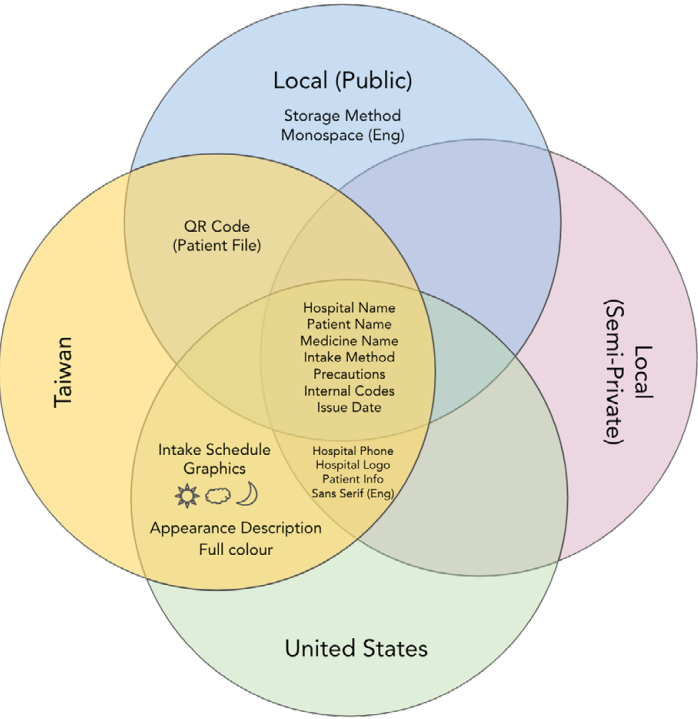 Local (Public)
Storage Method
Monospace (Eng)
QR Code
(Patient File)
Hospital Name
Patient Name
Medicine Name
Intake Method
Precautions
Internal Codes
Issue Date
Taiwan
Local
(Semi-Private)
Intake Schedule
Graphics
Hospital Phone
Hospital Logo
Patient Info
Sans Serif (Eng)
Appearance Description
Full colour
United States